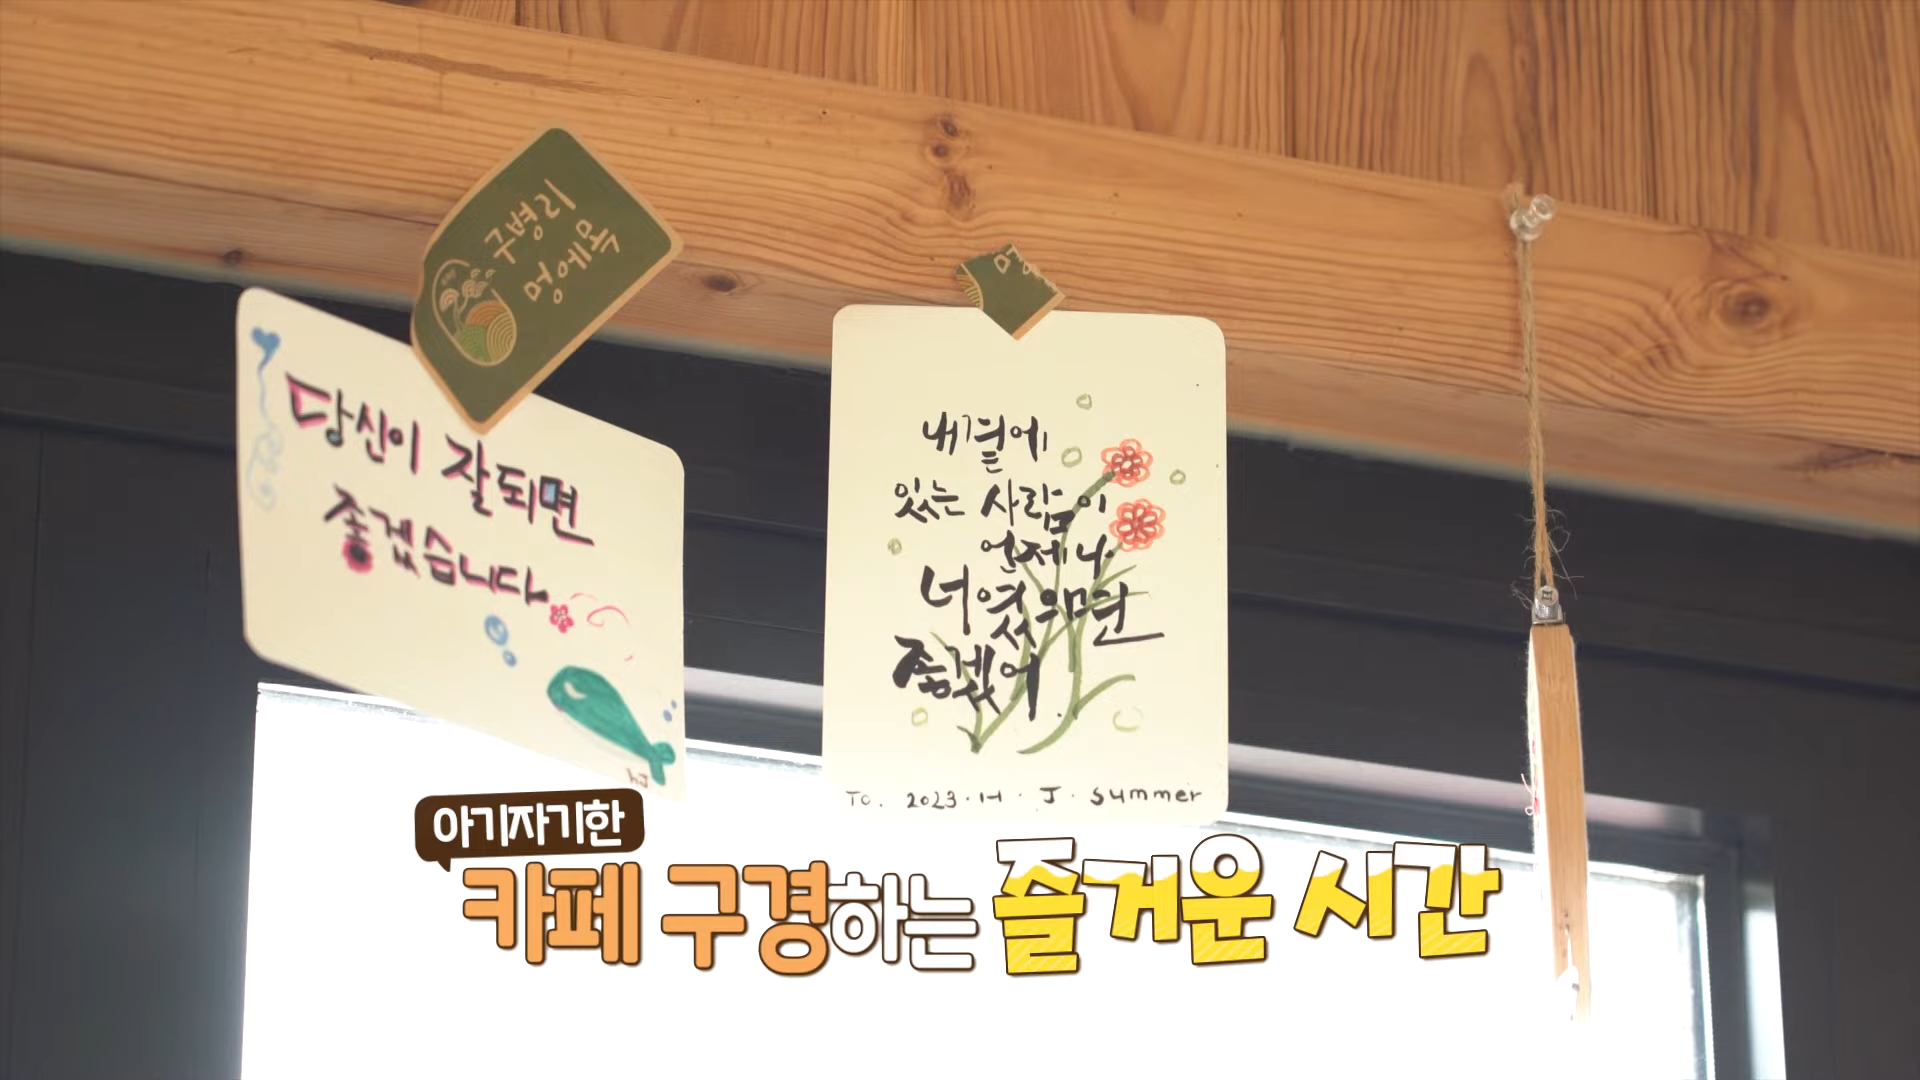 구병리
멍에목
당신이 잘되면
좋겠습니다
hJ
멍
내 곁에
있는 사람이
언제나
너였으면
좋겠어.
To. 2023. H. J. summer
아기자기한
카페 구경하는 즐거운 시간